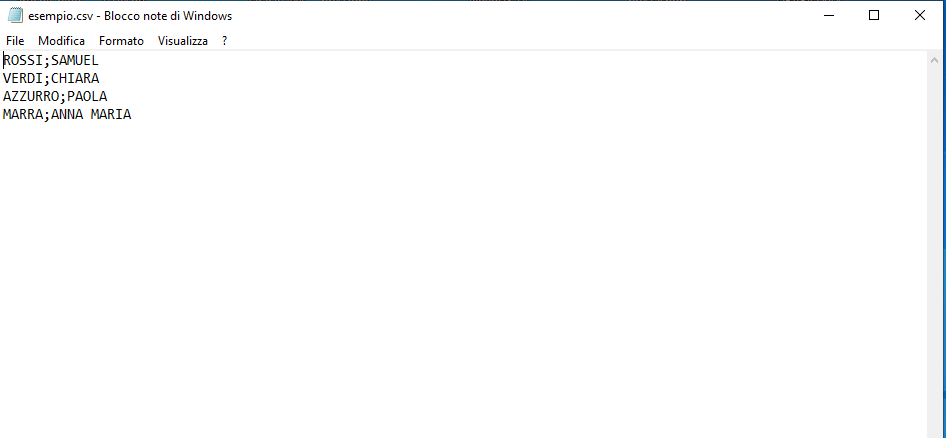 esempio.csv - Blocco note di Windows
File Modifica Formato Visualizza ?
ROSSI;SAMUEL
VERDI;CHIARA
AZZURRO;PAOLA
MARRA;ANNA MARIA